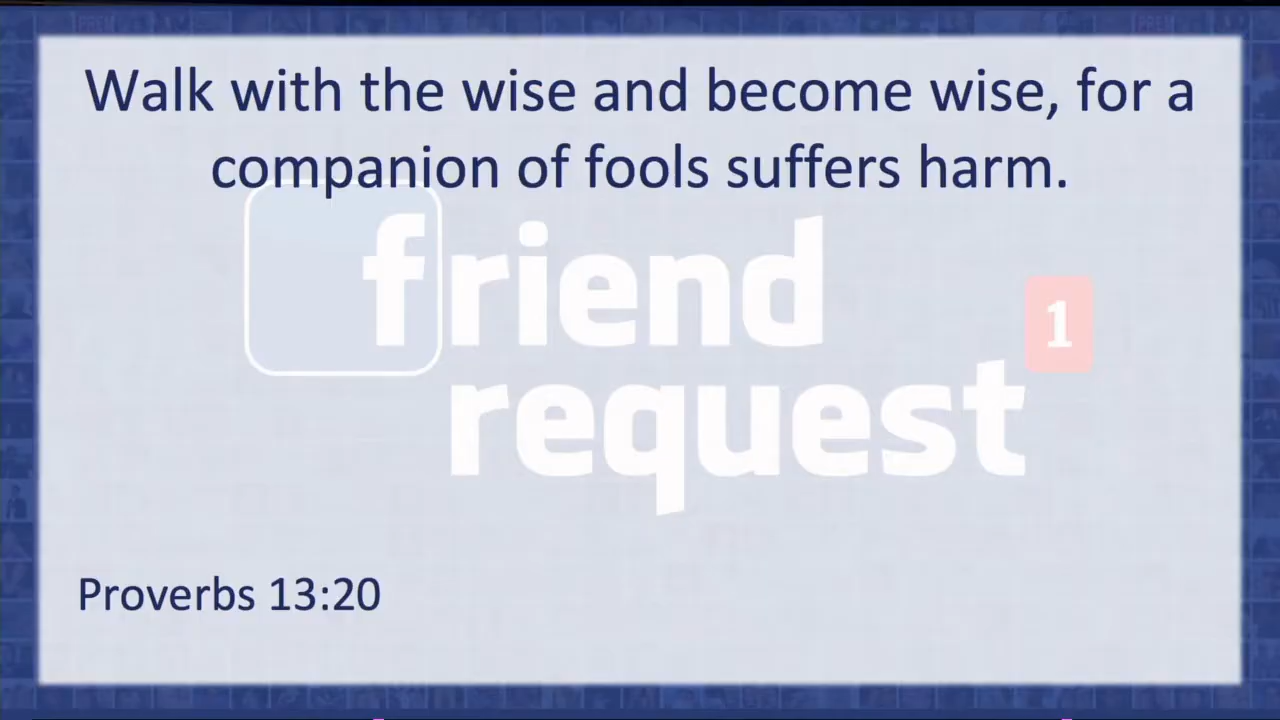 Walk with the wise and become wise, for a
companion of fools suffers harm.
friend
request
1
Proverbs 13:20